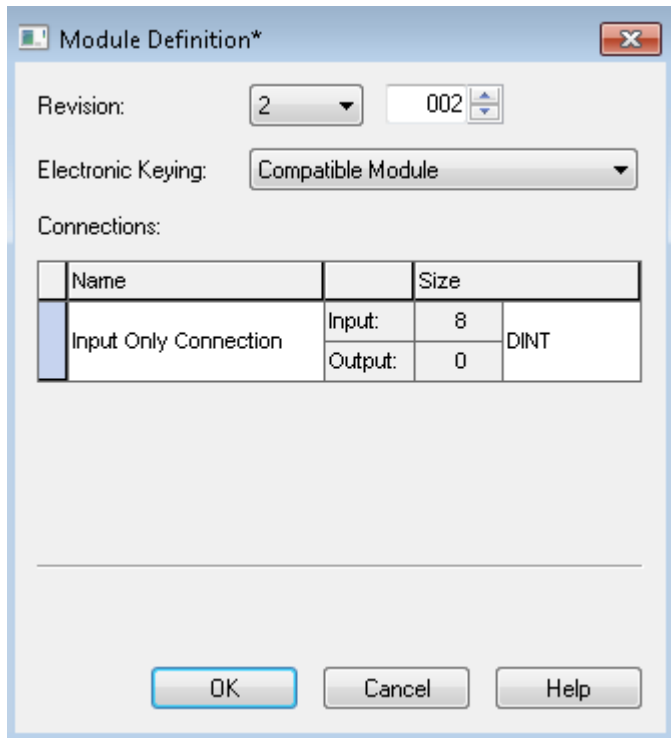 Module Definition*
Revision: 2 002
Electronic Keying: Compatible Module
Connections:
Name Size
Input Only Connection Input: 8 DINT
Output: 0
OK Cancel Help